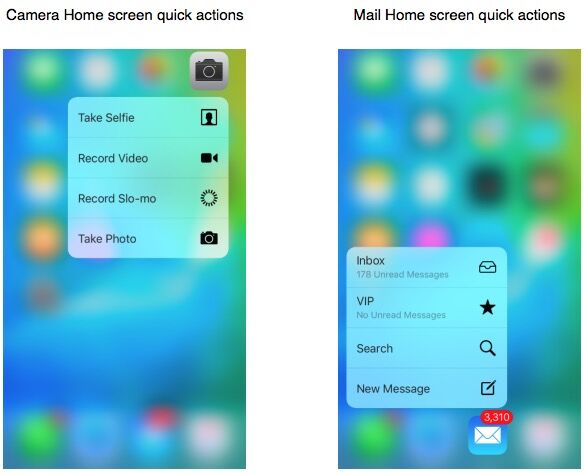 Camera Home screen quick actions
Take Selfie
Record Video
Record Slo-mo
Take Photo
Mail Home screen quick actions
Inbox
178 Unread Messages
VIP
No Unread Messages
Search
New Message
3,310